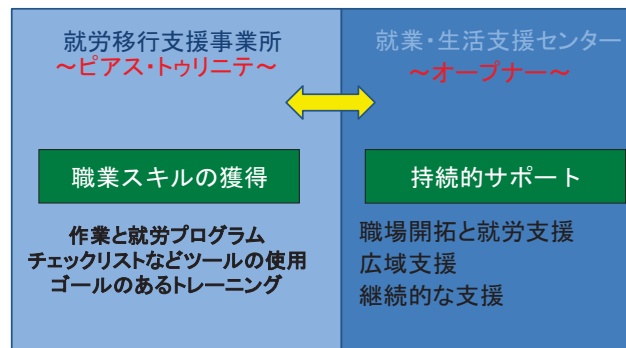 就労移行支援事業所
～ピアス・トゥリニテ～
職業スキルの獲得
作業と就労プログラム
チェックリストなどツールの使用
ゴールのあるトレーニング
就業・生活支援センター
～オープナー～
持続的サポート
職場開拓と就労支援
広域支援
継続的な支援